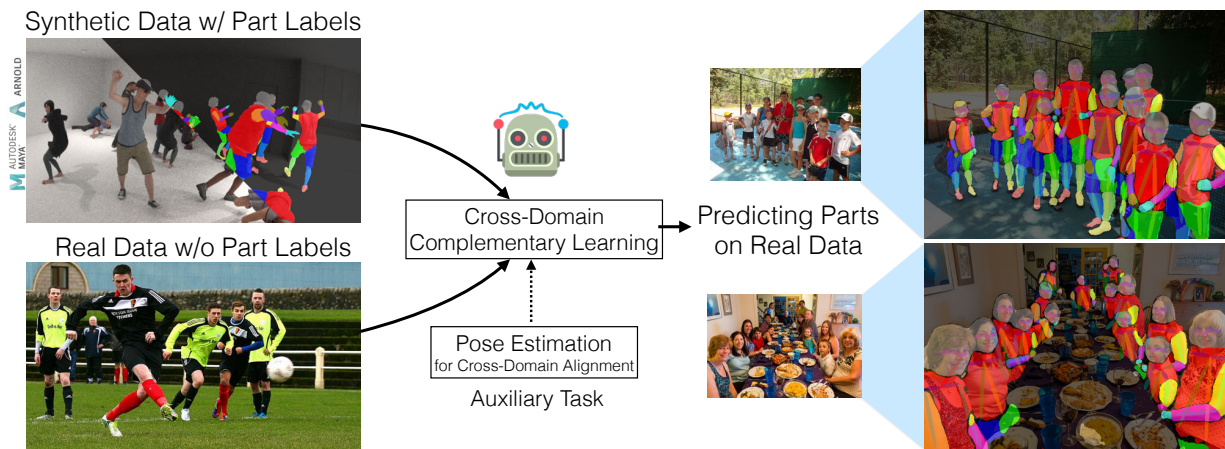 Synthetic Data w/ Part Labels
AUTODESK®
MAYA®
ARNOLD
Real Data w/o Part Labels
Cross-Domain
Complementary Learning
Pose Estimation
for Cross-Domain Alignment
Auxiliary Task
Predicting Parts
on Real Data